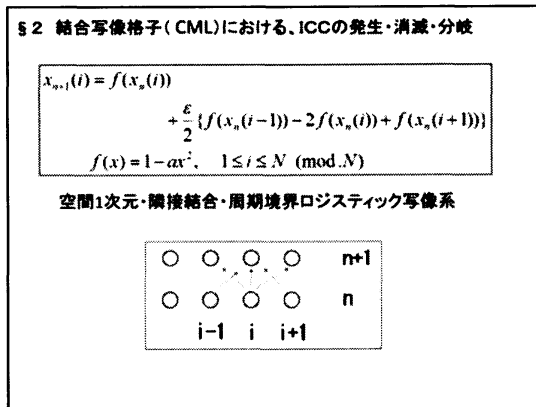 §2 結合写像格子(CML)における、ICCの発生・消滅・分岐
x_{n+1}(i) = f(x_n(i))
+ ε/2 {f(x_n(i−1)) − 2f(x_n(i)) + f(x_n(i+1))}
f(x) = 1 − ax², 1 ≤ i ≤ N (mod.N)
空間1次元・隣接結合・周期境界ロジスティック写像系
n+1
n
i-1 i i+1